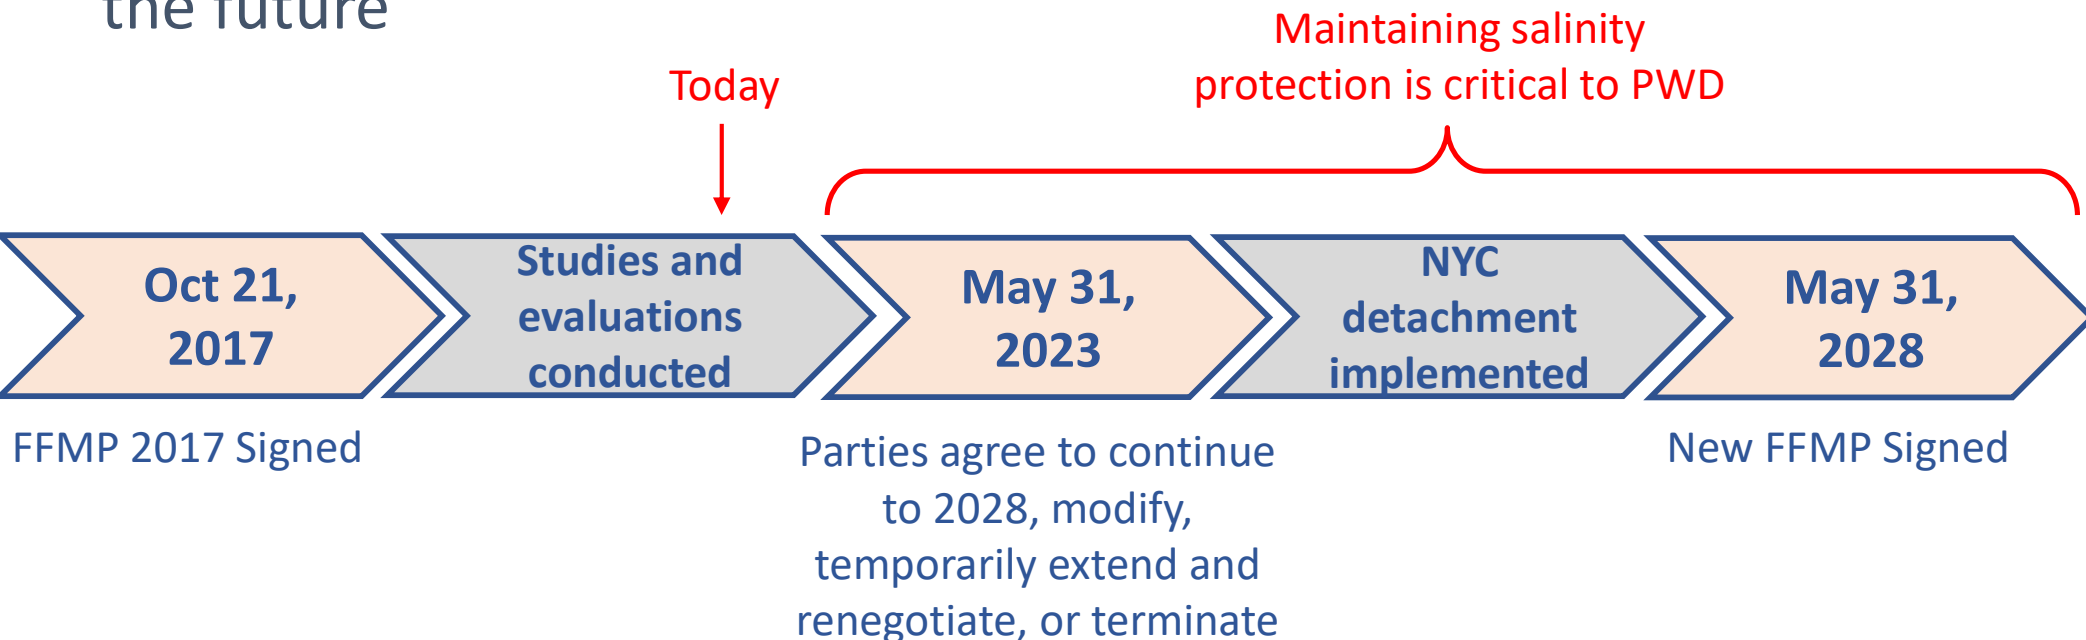 the future
Maintaining salinity
protection is critical to PWD
Today
Oct 21,
2017
Studies and
evaluations
conducted
May 31,
2023
NYC
detachment
implemented
May 31,
2028
FFMP 2017 Signed
Parties agree to continue
to 2028, modify,
temporarily extend and
renegotiate, or terminate
New FFMP Signed